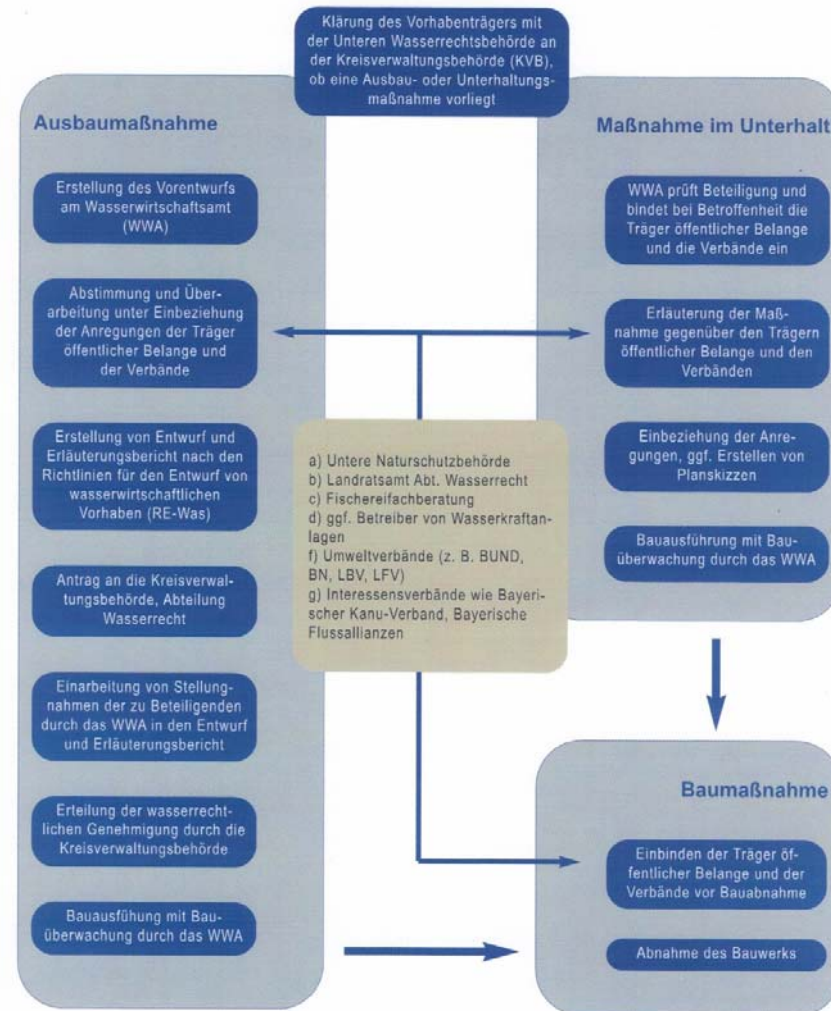 Klärung des Vorhabenträgers mit
der Unteren Wasserrechtsbehörde an
der Kreisverwaltungsbehörde (KVB),
ob eine Ausbau- oder Unterhaltungs-
maßnahme vorliegt
Ausbaumaßnahme
Erstellung des Vorentwurfs
am Wasserwirtschaftsamt
(WWA)
Abstimmung und Über-
arbeitung unter Einbeziehung
der Anregungen der Träger
öffentlicher Belange und
der Verbände
Erstellung von Entwurf und
Erläuterungsbericht nach den
Richtlinien für den Entwurf von
wasserwirtschaftlichen
Vorhaben (RE-Was)
Antrag an die Kreisverwal-
tungsbehörde, Abteilung
Wasserrecht
Einarbeitung von Stellung-
nahmen der zu Beteiligenden
durch das WWA in den Entwurf
und Erläuterungsbericht
Erteilung der wasserrecht-
lichen Genehmigung durch die
Kreisverwaltungsbehörde
Bauausfühung mit Bau-
überwachung durch das WWA
a) Untere Naturschutzbehörde
b) Landratsamt Abt. Wasserrecht
c) Fischereifachberatung
d) ggf. Betreiber von Wasserkraftan-
lagen
f) Umweltverbände (z. B. BUND,
BN, LBV, LFV)
g) Interessensverbände wie Bayeri-
scher Kanu-Verband, Bayerische
Flussallianzen
Maßnahme im Unterhalt
WWA prüft Beteiligung und
bindet bei Betroffenheit die
Träger öffentlicher Belange
und die Verbände ein
Erläuterung der Maß-
nahme gegenüber den Trägern
öffentlicher Belange und den
Verbänden
Einbeziehung der Anre-
gungen, ggf. Erstellen von
Planskizzen
Bauausführung mit Bau-
überwachung durch das WWA
Baumaßnahme
Einbinden der Träger öf-
fentlicher Belange und der
Verbände vor Bauabnahme
Abnahme des Bauwerks